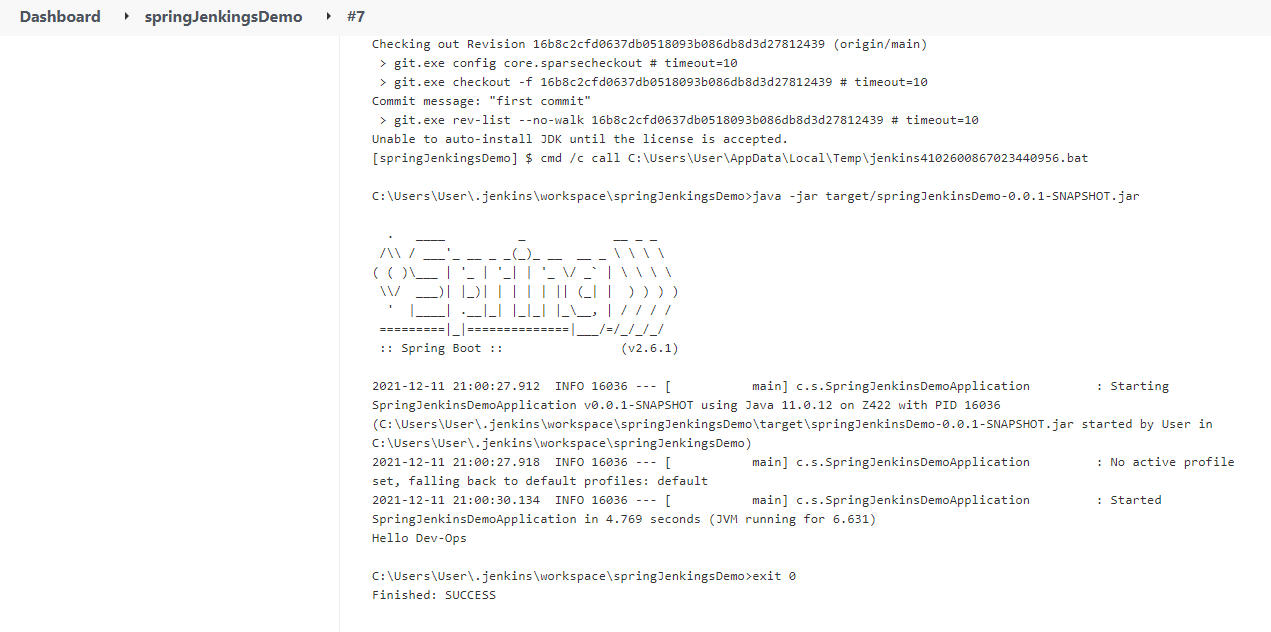 Dashboard springJenkingsDemo #7
Checking out Revision 16b8c2cfd0637db0518093b086db8d3d27812439 (origin/main)
 > git.exe config core.sparsecheckout # timeout=10
 > git.exe checkout -f 16b8c2cfd0637db0518093b086db8d3d27812439 # timeout=10
Commit message: "first commit"
 > git.exe rev-list --no-walk 16b8c2cfd0637db0518093b086db8d3d27812439 # timeout=10
Unable to auto-install JDK until the license is accepted.
[springJenkingsDemo] $ cmd /c call C:\Users\User\AppData\Local\Temp\jenkins4102600867023440956.bat
C:\Users\User\.jenkins\workspace\springJenkingsDemo>java -jar target/springJenkinsDemo-0.0.1-SNAPSHOT.jar
  .   ____          _            __ _ _
 /\\ / ___'_ __ _ _(_)_ __  __ _ \ \ \ \
( ( )\___ | '_ | '_| | '_ \/ _` | \ \ \ \
 \\/  ___)| |_)| | | | | || (_| |  ) ) ) )
  '  |____| .__|_| |_|_| |_\__, | / / / /
 =========|_|==============|___/=/_/_/_/
 :: Spring Boot ::                (v2.6.1)
2021-12-11 21:00:27.912  INFO 16036 --- [           main] c.s.SpringJenkinsDemoApplication         : Starting
SpringJenkinsDemoApplication v0.0.1-SNAPSHOT using Java 11.0.12 on Z422 with PID 16036
(C:\Users\User\.jenkins\workspace\springJenkingsDemo\target\springJenkinsDemo-0.0.1-SNAPSHOT.jar started by User in
C:\Users\User\.jenkins\workspace\springJenkingsDemo)
2021-12-11 21:00:27.918  INFO 16036 --- [           main] c.s.SpringJenkinsDemoApplication         : No active profile
set, falling back to default profiles: default
2021-12-11 21:00:30.134  INFO 16036 --- [           main] c.s.SpringJenkinsDemoApplication         : Started
SpringJenkinsDemoApplication in 4.769 seconds (JVM running for 6.631)
Hello Dev-Ops
C:\Users\User\.jenkins\workspace\springJenkingsDemo>exit 0
Finished: SUCCESS